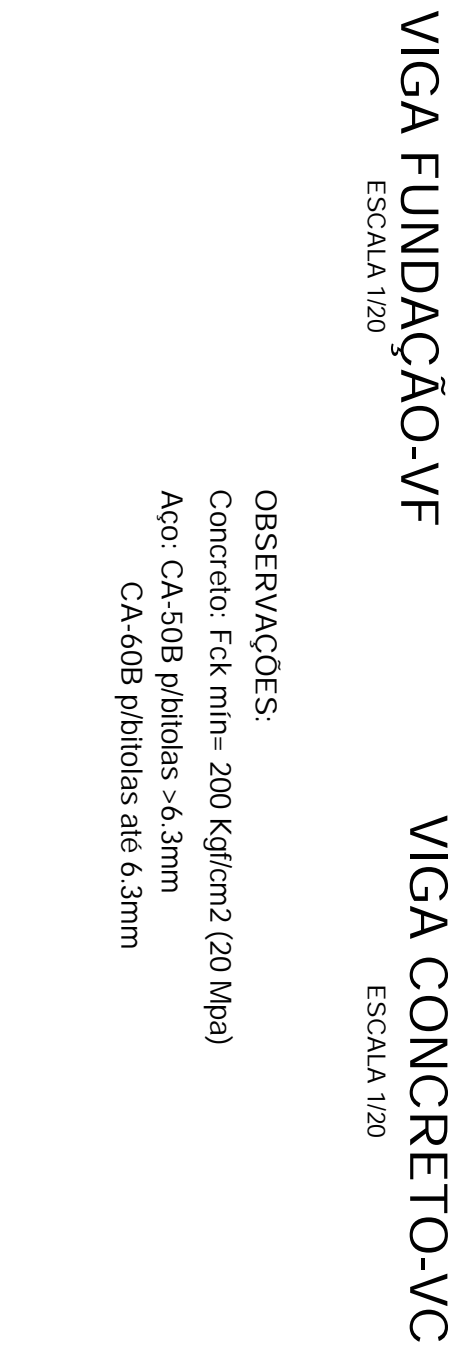 VIGA FUNDAÇÃO-VF
ESCALA 1/20
VIGA CONCRETO-VC
ESCALA 1/20
OBSERVAÇÕES:
Concreto: Fck mín= 200 Kgf/cm2 (20 Mpa)
Aço: CA-50B p/bitolas >6.3mm
CA-60B p/bitolas até 6.3mm